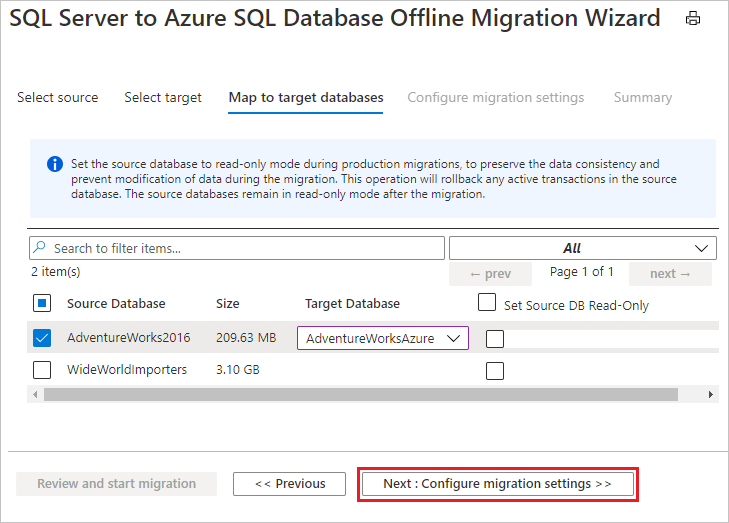 SQL Server to Azure SQL Database Offline Migration Wizard
Select source Select target Map to target databases Configure migration settings Summary
Set the source database to read-only mode during production migrations, to preserve the data consistency and
prevent modification of data during the migration. This operation will rollback any active transactions in the source
database. The source databases remain in read-only mode after the migration.
Search to filter items... All
2 item(s) ← prev Page 1 of 1 next →
Source Database Size Target Database Set Source DB Read-Only
AdventureWorks2016 209.63 MB AdventureWorksAzure
WideWorldImporters 3.10 GB
Review and start migration << Previous Next : Configure migration settings >>